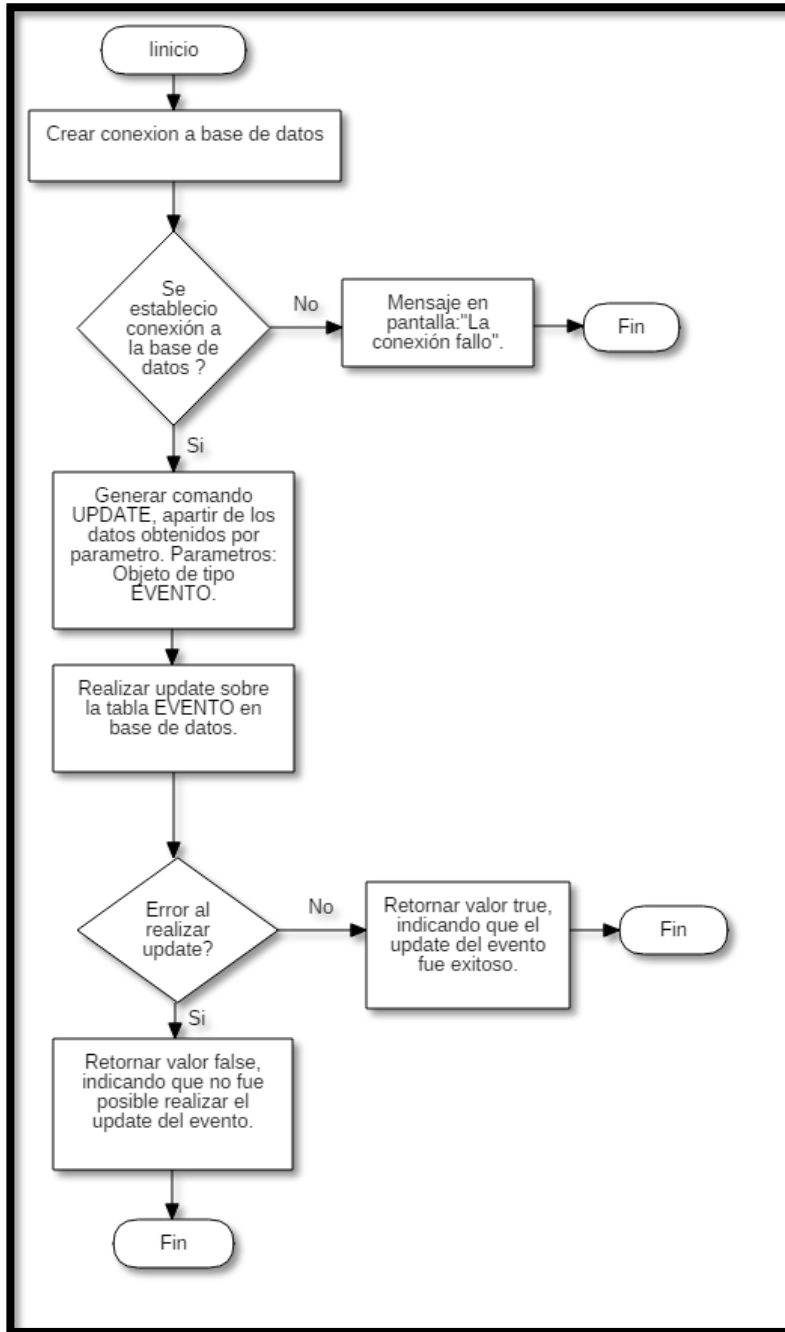 Iinicio
Crear conexion a base de datos
Se
establecio
conexión a
la base de
datos ?
No
Mensaje en
pantalla:"La
conexión fallo".
Fin
Si
Generar comando
UPDATE, apartir de los
datos obtenidos por
parametro. Parametros:
Objeto de tipo
EVENTO.
Realizar update sobre
la tabla EVENTO en
base de datos.
Error al
realizar
update?
No
Retornar valor true,
indicando que el
update del evento
fue exitoso.
Fin
Si
Retornar valor false,
indicando que no fue
posible realizar el
update del evento.
Fin